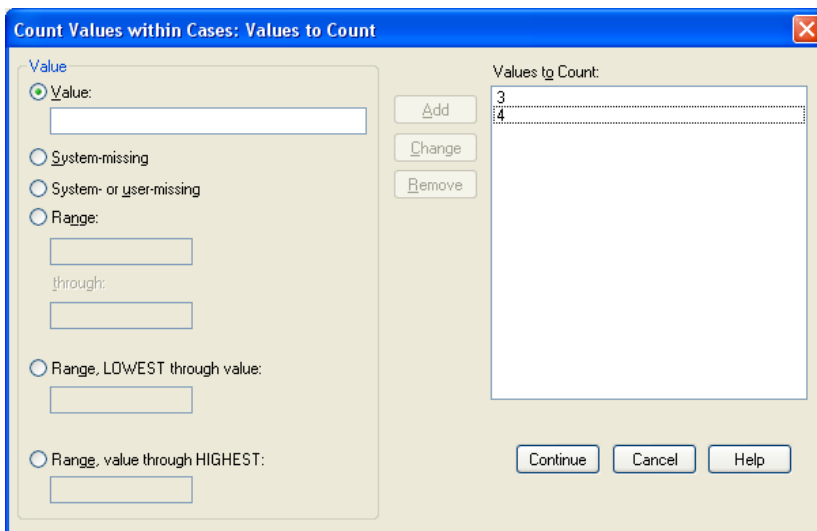 Count Values within Cases: Values to Count
Value
Value:
System-missing
System- or user-missing
Range:
through:
Range, LOWEST through value:
Range, value through HIGHEST:
Add
Change
Remove
Values to Count:
3
4
Continue
Cancel
Help